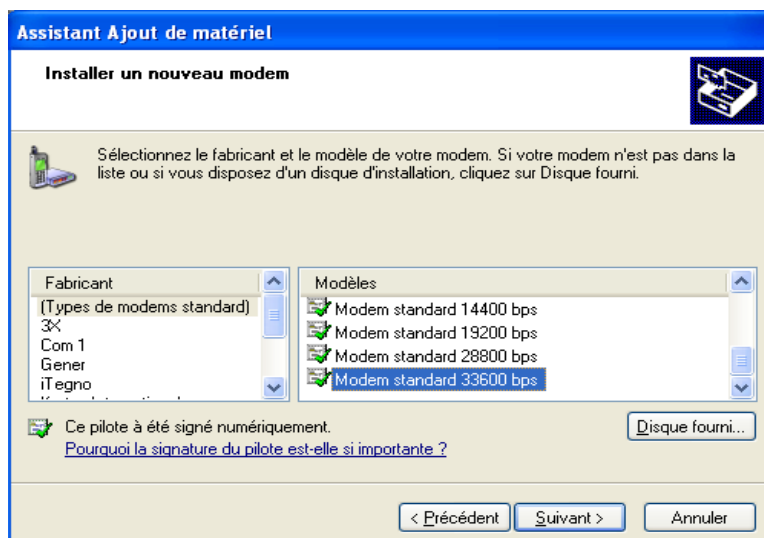 Assistant Ajout de matériel
Installer un nouveau modem
Sélectionnez le fabricant et le modèle de votre modem. Si votre modem n'est pas dans la
liste ou si vous disposez d'un disque d'installation, cliquez sur Disque fourni.
Fabricant
(Types de modems standard)
3X
Com 1
Gener
iTegno
Modèles
Modem standard 14400 bps
Modem standard 19200 bps
Modem standard 28800 bps
Modem standard 33600 bps
Ce pilote à été signé numériquement.
Pourquoi la signature du pilote est-elle si importante ?
Disque fourni...
< Précédent
Suivant >
Annuler